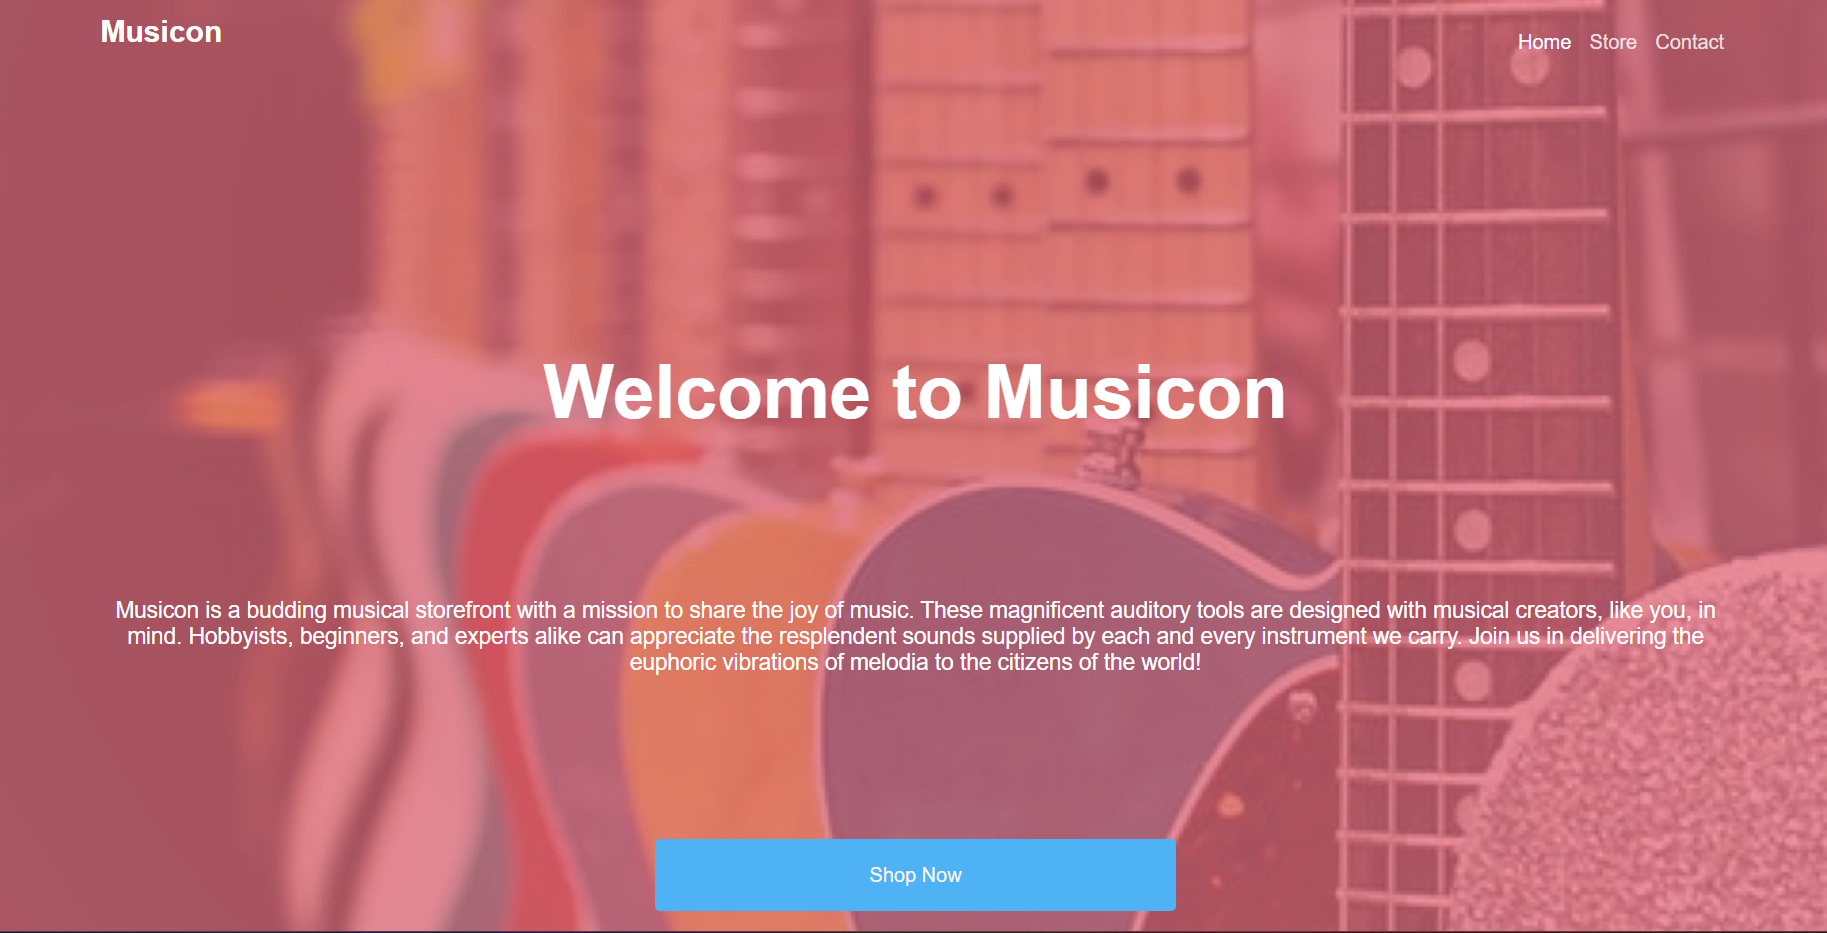 Musicon
Home Store Contact
Welcome to Musicon
Musicon is a budding musical storefront with a mission to share the joy of music. These magnificent auditory tools are designed with musical creators, like you, in
mind. Hobbyists, beginners, and experts alike can appreciate the resplendent sounds supplied by each and every instrument we carry. Join us in delivering the
euphoric vibrations of melodia to the citizens of the world!
Shop Now